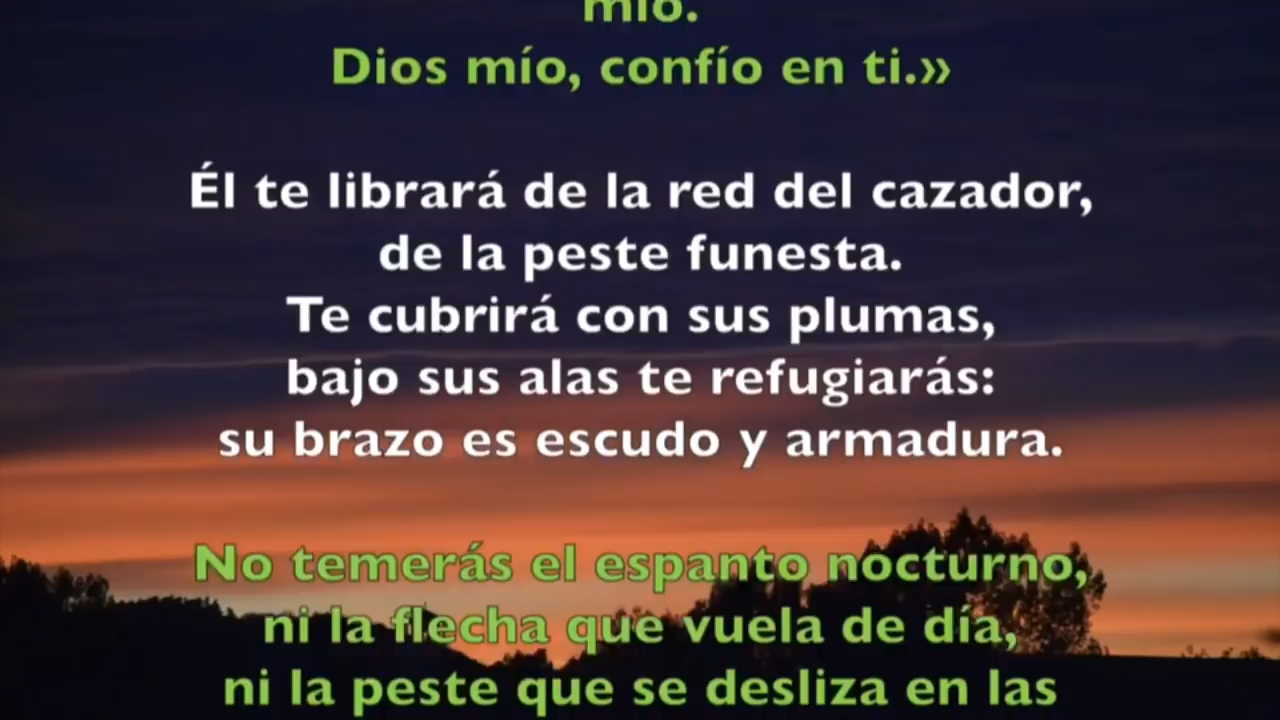 mío.
Dios mío, confío en ti.»
Él te librará de la red del cazador,
de la peste funesta.
Te cubrirá con sus plumas,
bajo sus alas te refugiarás:
su brazo es escudo y armadura.
No temerás el espanto nocturno,
ni la flecha que vuela de día,
ni la peste que se desliza en las